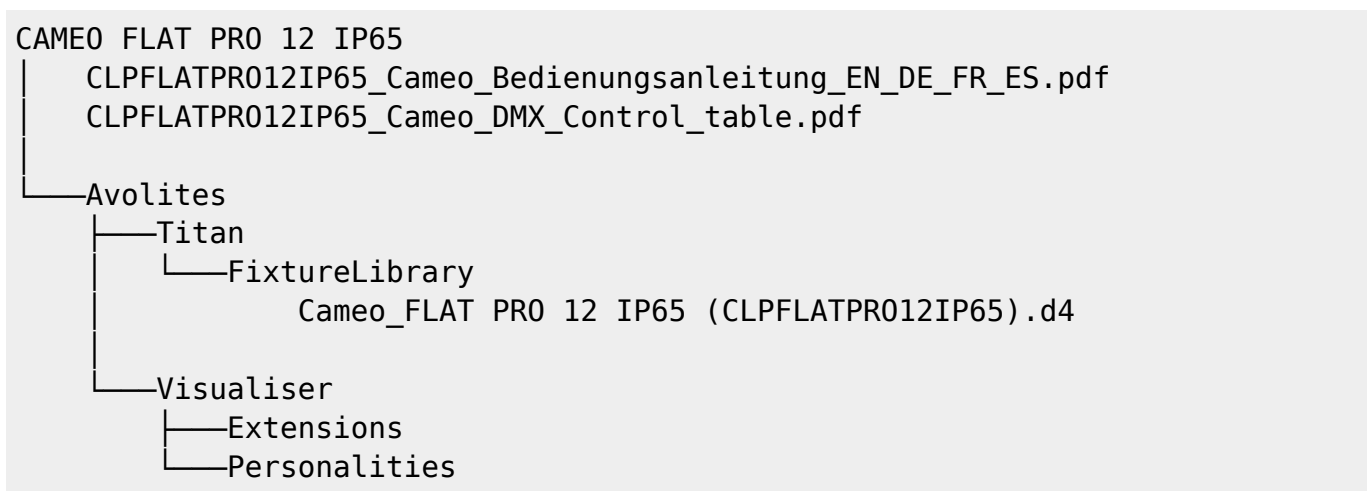 CAMEO FLAT PRO 12 IP65
│   CLPFLATPRO12IP65_Cameo_Bedienungsanleitung_EN_DE_FR_ES.pdf
│   CLPFLATPRO12IP65_Cameo_DMX_Control_table.pdf
│
└───Avolites
    ├───Titan
    │   └───FixtureLibrary
    │           Cameo_FLAT PRO 12 IP65 (CLPFLATPRO12IP65).d4
    │
    └───Visualiser
        ├───Extensions
        └───Personalities